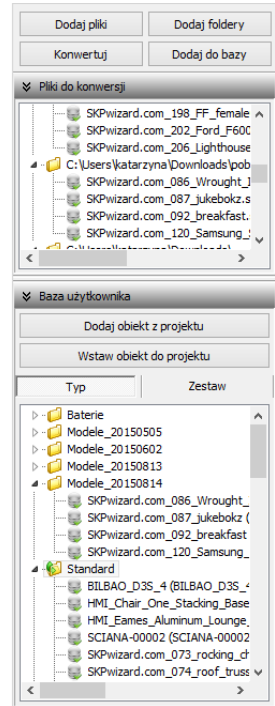 Dodaj pliki Dodaj foldery
Konwertuj Dodaj do bazy
Pliki do konwersji
SKPwizard.com_198_FF_female
SKPwizard.com_202_Ford_F600
SKPwizard.com_206_Lighthouse
C:\Users\katarzyna\Downloads\pob
SKPwizard.com_086_Wrought_I
SKPwizard.com_087_jukebokz.s
SKPwizard.com_092_breakfast.
SKPwizard.com_120_Samsung_S
C:\Users\katarzyna\Downloads\
Baza użytkownika
Dodaj obiekt z projektu
Wstaw obiekt do projektu
Typ Zestaw
Baterie
Modele_20150505
Modele_20150602
Modele_20150813
Modele_20150814
SKPwizard.com_086_Wrought_
SKPwizard.com_087_jukebokz (
SKPwizard.com_092_breakfast
SKPwizard.com_120_Samsung_
Standard
BILBAO_D3S_4 (BILBAO_D3S_4
HMI_Chair_One_Stacking_Base
HMI_Eames_Aluminum_Lounge_
SCIANA-00002 (SCIANA-00002
SKPwizard.com_073_rocking_ch
SKPwizard.com_074_roof_truss